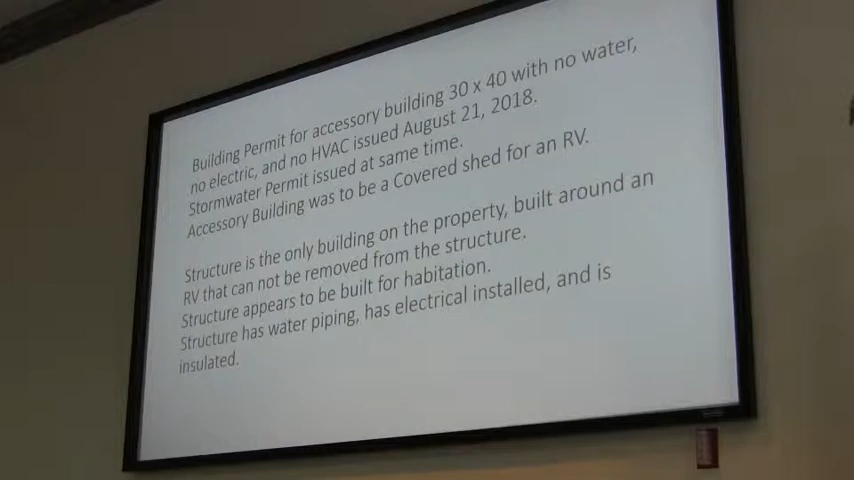 Building Permit for accessory building 30 x 40 with no water,
no electric, and no HVAC issued August 21, 2018.
Stormwater Permit issued at same time.
Accessory Building was to be a Covered shed for an RV.
Structure is the only building on the property, built around an
RV that can not be removed from the structure.
Structure appears to be built for habitation.
Structure has water piping, has electrical installed, and is
insulated.